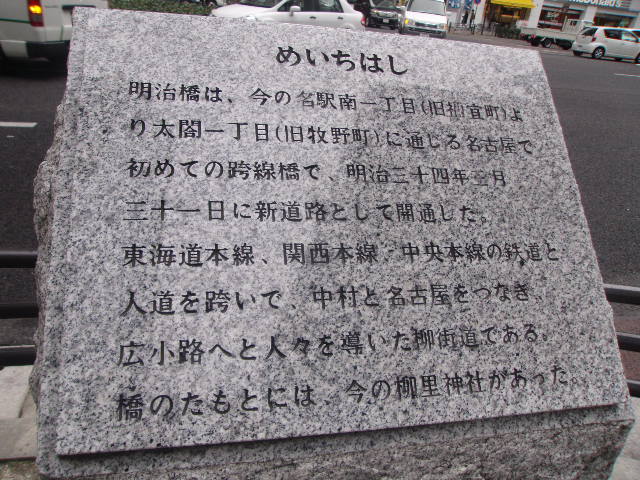 McDonald's
めいちはし
明治橋は、今の名駅南一丁目(旧禰宜町)よ
り太閤一丁目(旧牧野町)に通じる名古屋で
初めての跨線橋で、明治三十四年 月
三十一日に新道路として開通した。
東海道本線、関西本線、中央本線の鉄道と
人道を跨いで、中村と名古屋をつなぎ、
広小路へと人々を導いた柳街道である。
橋のたもとには、今の柳里神社があった。